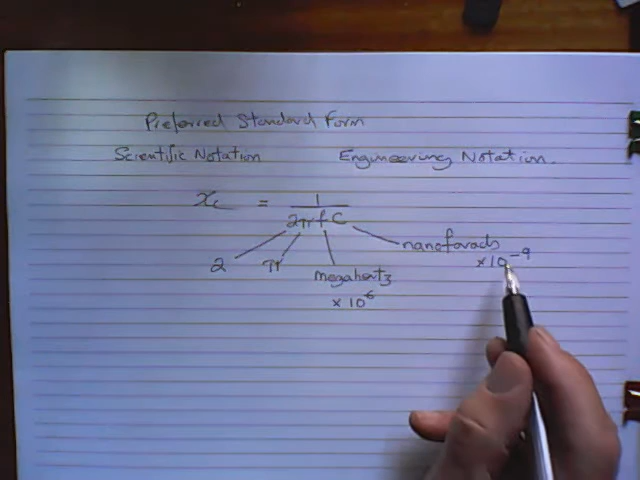 Preferred Standard Form
Scientific Notation Engineering Notation.
Xc = 1
2πfC
nanofarads
× 10⁻⁹
2 π megahertz
× 10⁶